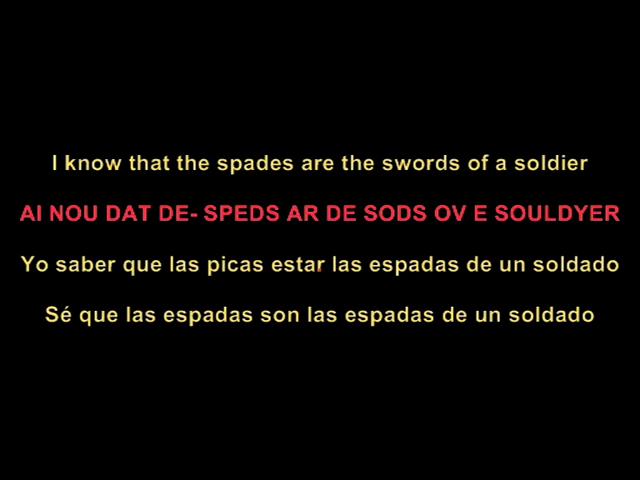 I know that the spades are the swords of a soldier
AI NOU DAT DE- SPEDS AR DE SODS OV E SOULDYER
Yo saber que las picas estar las espadas de un soldado
Sé que las espadas son las espadas de un soldado